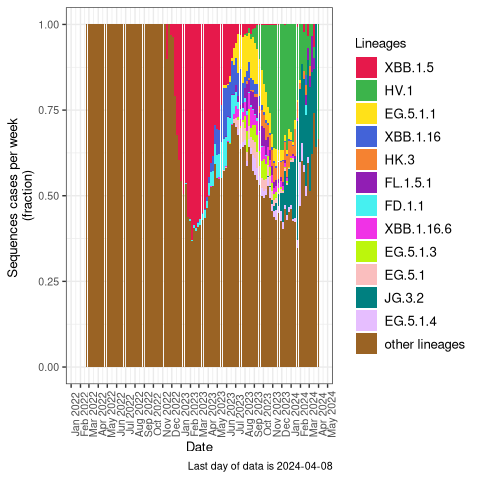 1.00
0.75
0.50
0.25
0.00
Sequences cases per week
(fraction)
Jan 2022
Feb 2022
Mar 2022
Apr 2022
May 2022
Jun 2022
Jul 2022
Aug 2022
Sep 2022
Oct 2022
Nov 2022
Dec 2022
Jan 2023
Feb 2023
Mar 2023
Apr 2023
May 2023
Jun 2023
Jul 2023
Aug 2023
Sep 2023
Oct 2023
Nov 2023
Dec 2023
Jan 2024
Feb 2024
Mar 2024
Apr 2024
May 2024
Date
Lineages
XBB.1.5
HV.1
EG.5.1.1
XBB.1.16
HK.3
FL.1.5.1
FD.1.1
XBB.1.16.6
EG.5.1.3
EG.5.1
JG.3.2
EG.5.1.4
other lineages
Last day of data is 2024-04-08